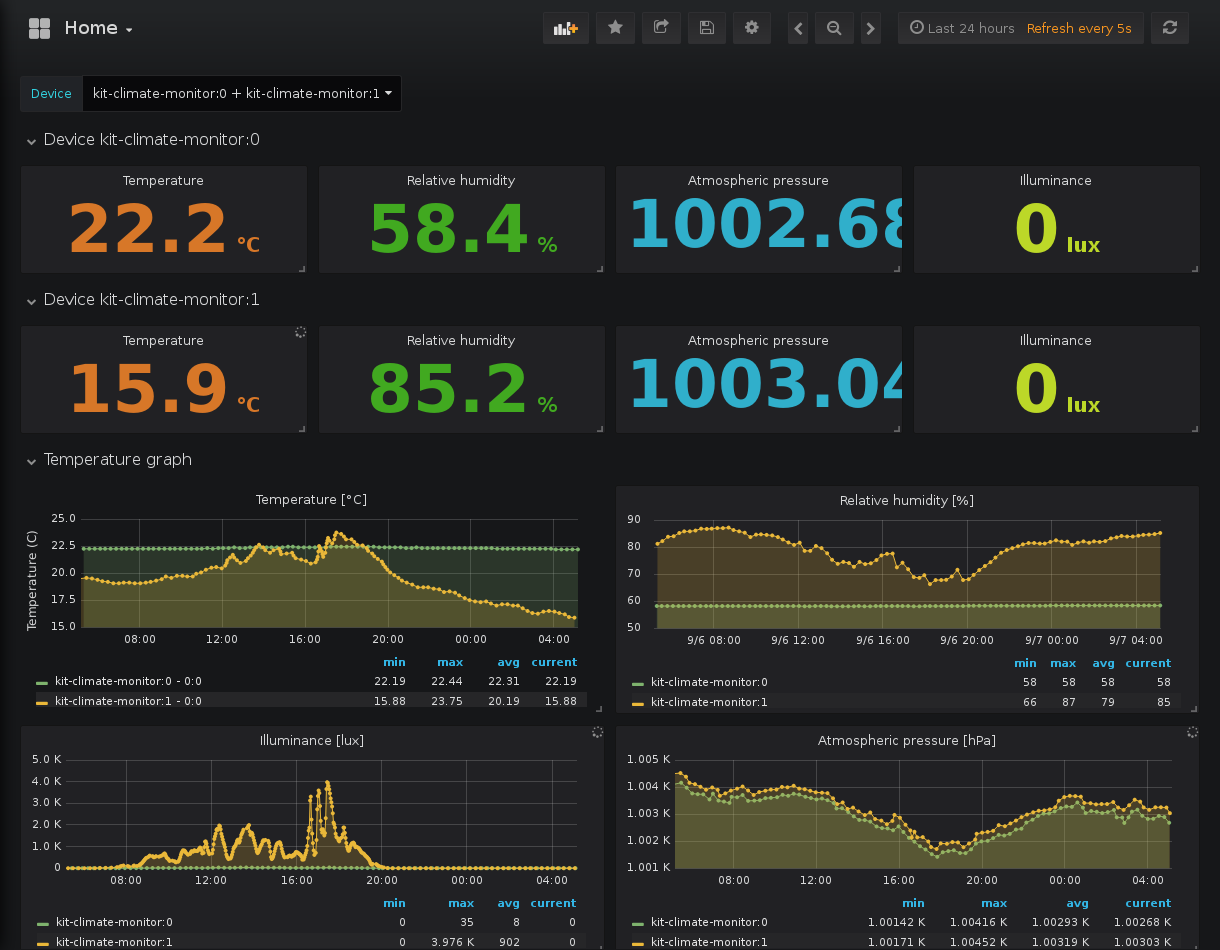 Home
Last 24 hours Refresh every 5s
Device kit-climate-monitor:0 + kit-climate-monitor:1
Device kit-climate-monitor:0
Temperature Relative humidity Atmospheric pressure Illuminance
22.2 °C 58.4 % 1002.68 0 lux
Device kit-climate-monitor:1
Temperature Relative humidity Atmospheric pressure Illuminance
15.9 °C 85.2 % 1003.04 0 lux
Temperature graph
Temperature [°C]
Temperature (C)
25.0
22.5
20.0
17.5
15.0
08:00 12:00 16:00 20:00 00:00 04:00
min max avg current
kit-climate-monitor:0 - 0:0 22.19 22.44 22.31 22.19
kit-climate-monitor:1 - 0:0 15.88 23.75 20.19 15.88
Relative humidity [%]
90
80
70
60
50
9/6 08:00 9/6 12:00 9/6 16:00 9/6 20:00 9/7 00:00 9/7 04:00
min max avg current
kit-climate-monitor:0 58 58 58 58
kit-climate-monitor:1 66 87 79 85
Illuminance [lux]
5.0 K
4.0 K
3.0 K
2.0 K
1.0 K
0
08:00 12:00 16:00 20:00 00:00 04:00
min max avg current
kit-climate-monitor:0 0 35 8 0
kit-climate-monitor:1 0 3.976 K 902 0
Atmospheric pressure [hPa]
1.005 K
1.004 K
1.003 K
1.002 K
1.001 K
08:00 12:00 16:00 20:00 00:00 04:00
min max avg current
kit-climate-monitor:0 1.00142 K 1.00416 K 1.00293 K 1.00268 K
kit-climate-monitor:1 1.00171 K 1.00452 K 1.00319 K 1.00303 K